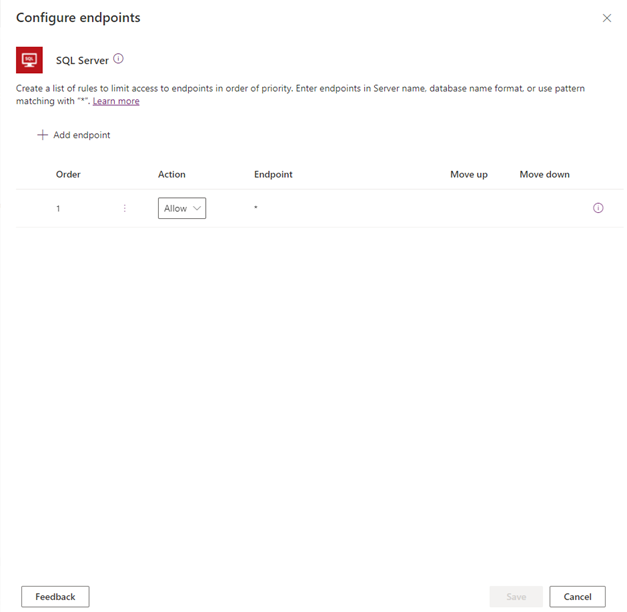 Configure endpoints
SQL
SQL Server
Create a list of rules to limit access to endpoints in order of priority. Enter endpoints in Server name, database name format, or use pattern
matching with "*". Learn more
Add endpoint
Order Action Endpoint Move up Move down
1 Allow *
Feedback Save Cancel